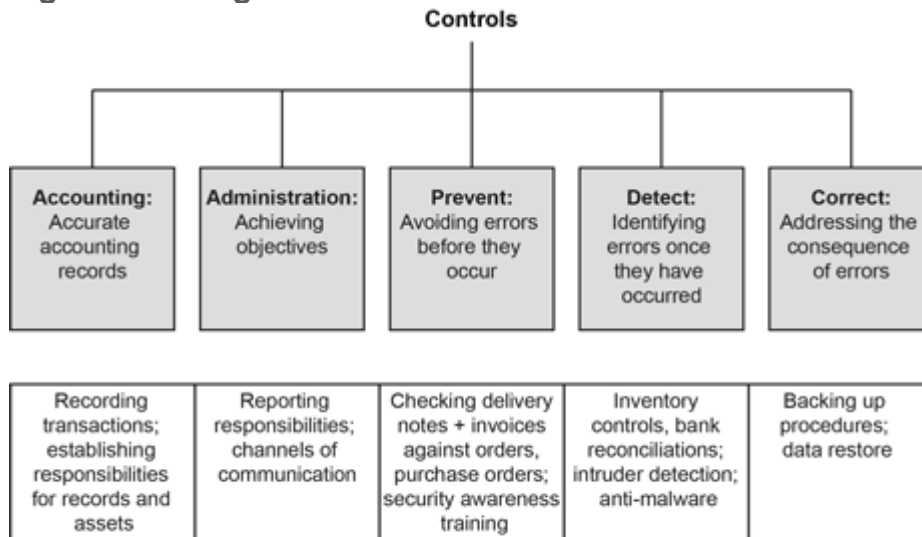 Controls
Accounting:
Accurate
accounting
records
Administration:
Achieving
objectives
Prevent:
Avoiding errors
before they
occur
Detect:
Identifying
errors once
they have
occurred
Correct:
Addressing the
consequence
of errors
Recording
transactions;
establishing
responsibilities
for records and
assets
Reporting
responsibilities;
channels of
communication
Checking delivery
notes + invoices
against orders,
purchase orders;
security awareness
training
Inventory
controls, bank
reconciliations;
intruder detection;
anti-malware
Backing up
procedures;
data restore